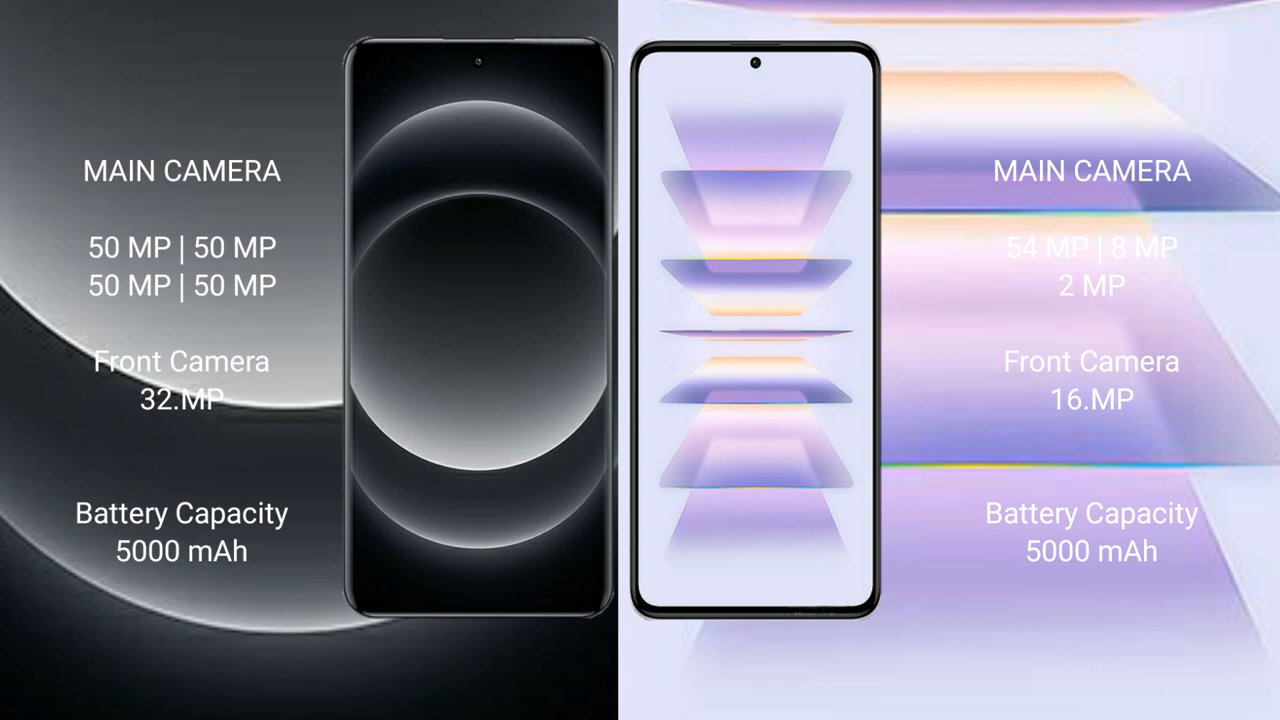 MAIN CAMERA
50 MP | 50 MP
50 MP | 50 MP
Front Camera
32.MP
Battery Capacity
5000 mAh
MAIN CAMERA
54 MP | 8 MP
2 MP
Front Camera
16.MP
Battery Capacity
5000 mAh